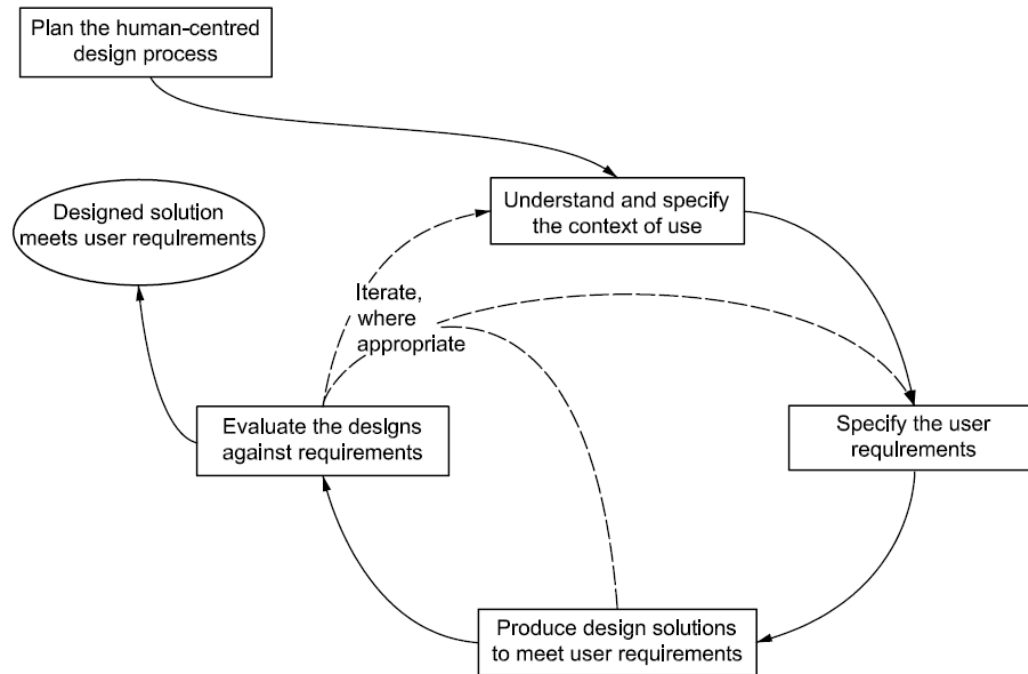 Plan the human-centred
design process
Understand and specify
the context of use
Designed solution
meets user requirements
Iterate,
where
appropriate
Evaluate the designs
against requirements
Specify the user
requirements
Produce design solutions
to meet user requirements